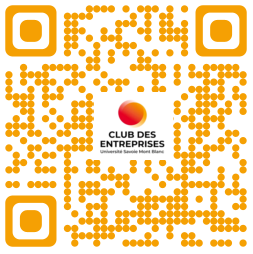 CLUB DES
ENTREPRISES
Université Savoie Mont Blanc